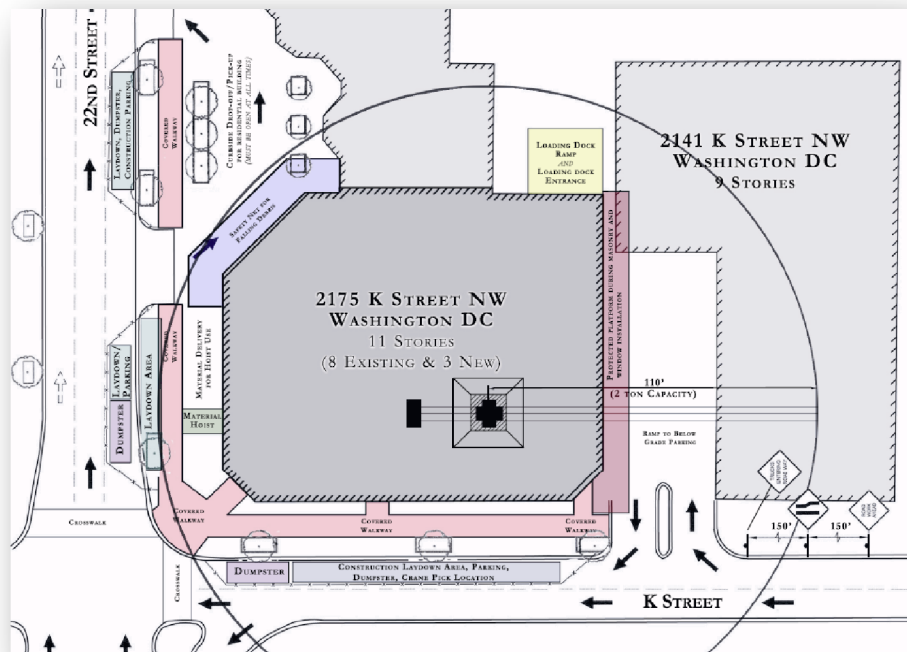 22ND STREET
LAYDOWN, DUMPSTER,
CONSTRUCTION PARKING
COVERED
WALKWAY
CURBSIDE DROP-OFF/PICK-UP
FOR RESIDENTIAL BUILDING
(MUST BE OPEN AT ALL TIMES)
SAFETY NET FOR
FALLING DEBRIS
LOADING DOCK
RAMP
AND
LOADING DOCK
ENTRANCE
2141 K STREET NW
WASHINGTON DC
9 STORIES
2175 K STREET NW
WASHINGTON DC
11 STORIES
(8 EXISTING & 3 NEW)
PROTECTED PLATFORM DURING MASONRY AND
WINDOW INSTALLATION
110'
(2 TON CAPACITY)
RAMP TO BELOW
GRADE PARKING
LAYDOWN/
PARKING
DUMPSTER
LAYDOWN AREA
COVERED
WALKWAY
MATERIAL DELIVERY
FOR HOIST USE
MATERIAL
HOIST
CROSSWALK
COVERED
WALKWAY
COVERED
WALKWAY
COVERED
WALKWAY
CROSSWALK
DUMPSTER
CONSTRUCTION LAYDOWN AREA, PARKING,
DUMPSTER, CRANE PICK LOCATION
TRUCKS
ENTERING
ROAD
WORK
AHEAD
150'
150'
K STREET